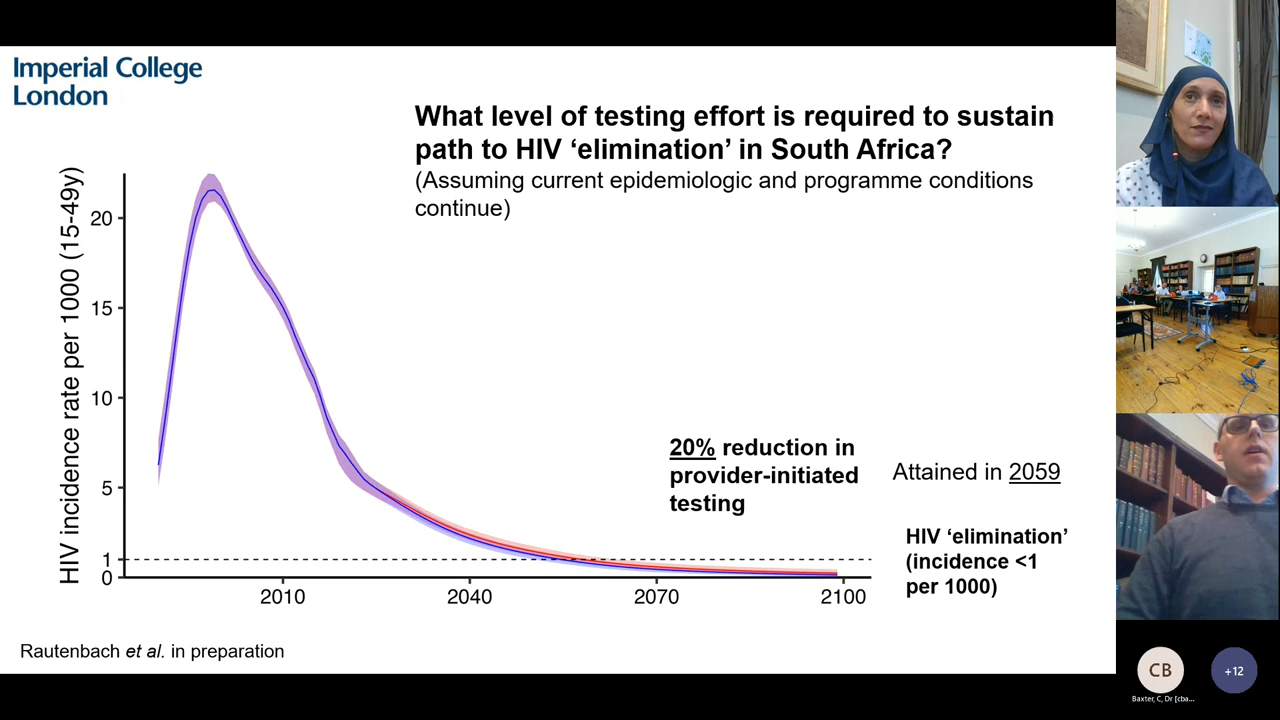 Imperial College
London
What level of testing effort is required to sustain
path to HIV ‘elimination’ in South Africa?
(Assuming current epidemiologic and programme conditions
continue)
HIV incidence rate per 1000 (15-49y)
20
15
10
5
1
0
2010
2040
2070
2100
20% reduction in
provider-initiated
testing
Attained in 2059
HIV ‘elimination’
(incidence <1
per 1000)
Rautenbach et al. in preparation
CB
+12
Baxter, C, Dr [cba...